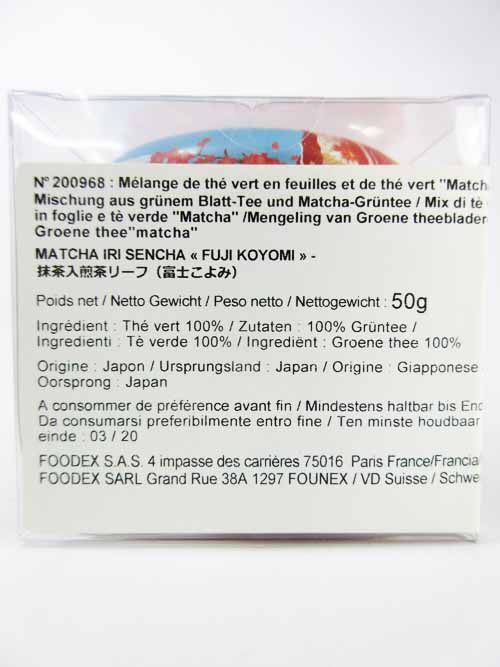 N° 200968 : Mélange de thé vert en feuilles et de thé vert "Matcha
Mischung aus grünem Blatt-Tee und Matcha-Grüntee / Mix di tè
in foglie e tè verde "Matcha" /Mengeling van Groene theeblader
Groene thee"matcha"
MATCHA IRI SENCHA « FUJI KOYOMI » -
抹茶入煎茶リーフ（富士こよみ）
Poids net / Netto Gewicht / Peso netto / Nettogewicht : 50g
Ingrédient : Thé vert 100% / Zutaten : 100% Grüntee /
Ingredienti : Tè verde 100% / Ingrediënt : Groene thee 100%
Origine : Japon / Ursprungsland : Japan / Origine : Giapponese
Oorsprong : Japan
A consommer de préférence avant fin / Mindestens haltbar bis End
Da consumarsi preferibilmente entro fine / Ten minste houdbaar
einde : 03 / 20
FOODEX S.A.S. 4 impasse des carrières 75016 Paris France/Francia/
FOODEX SARL Grand Rue 38A 1297 FOUNEX / VD Suisse / Schwe